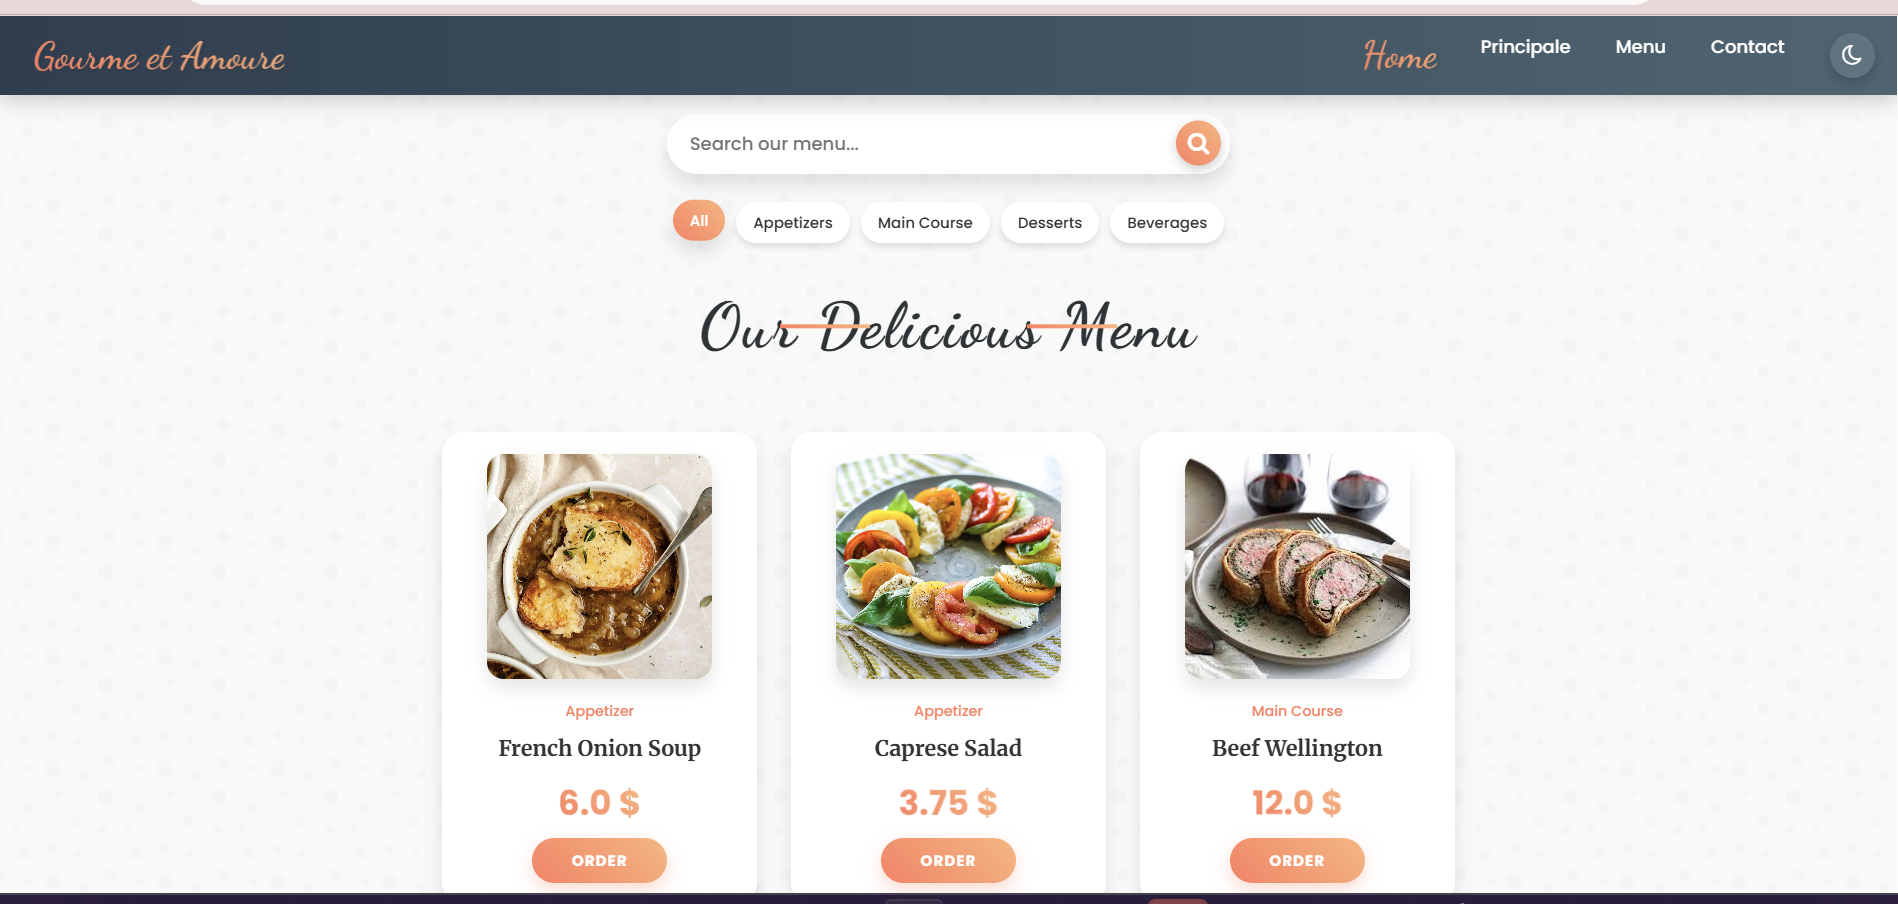 Gourme et Amoure
Home Principale Menu Contact
Search our menu...
All Appetizers Main Course Desserts Beverages
Our Delicious Menu
Appetizer
French Onion Soup
6.0 $
ORDER
Appetizer
Caprese Salad
3.75 $
ORDER
Main Course
Beef Wellington
12.0 $
ORDER